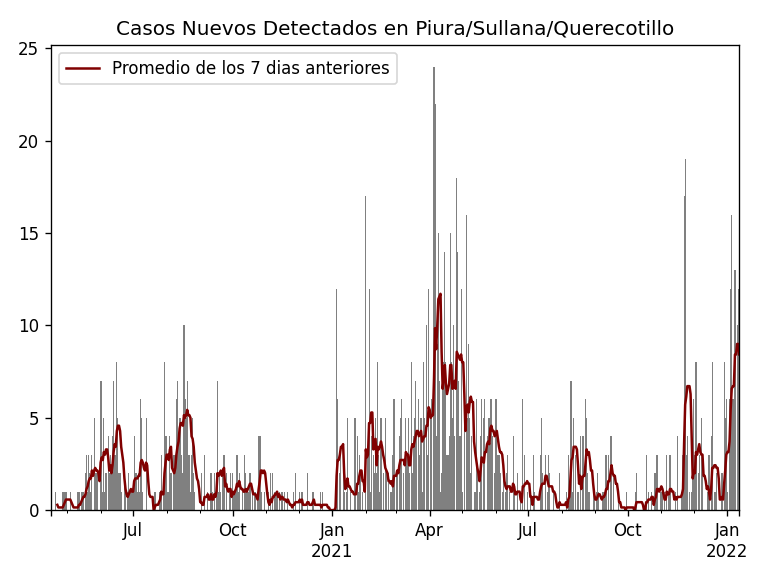 Casos Nuevos Detectados en Piura/Sullana/Querecotillo
Promedio de los 7 dias anteriores
25
20
15
10
5
0
Jul Oct Jan Apr Jul Oct Jan
2021 2022